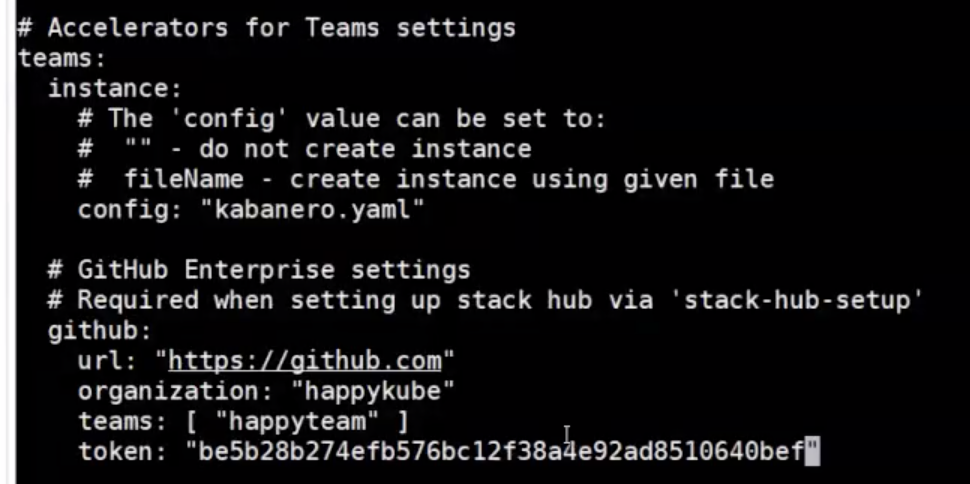 # Accelerators for Teams settings
teams:
  instance:
    # The 'config' value can be set to:
    #  "" - do not create instance
    #  fileName - create instance using given file
    config: "kabanero.yaml"

  # GitHub Enterprise settings
  # Required when setting up stack hub via 'stack-hub-setup'
  github:
    url: "https://github.com"
    organization: "happykube"
    teams: [ "happyteam" ]
    token: "be5b28b274efb576bc12f38a4e92ad8510640bef"